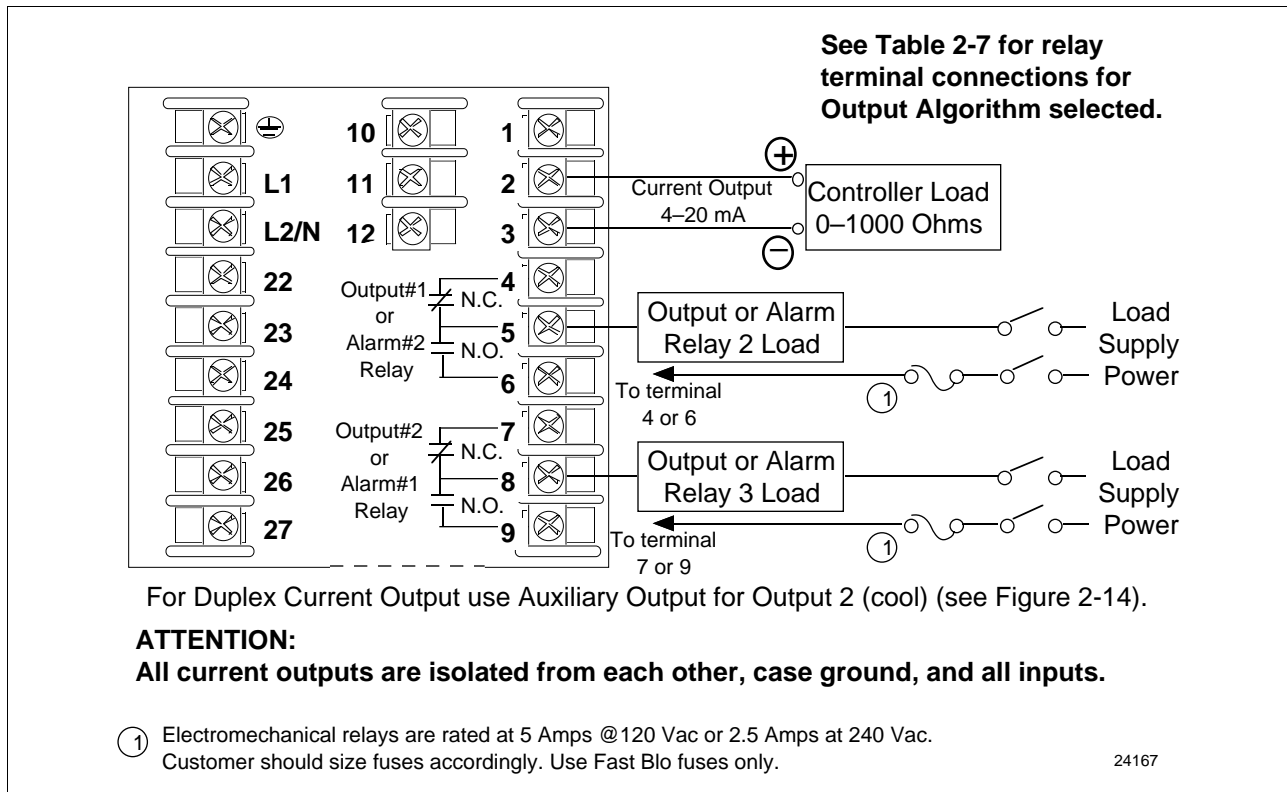 See Table 2-7 for relay
terminal connections for
Output Algorithm selected.
L1
L2/N
22
23
24
25
26
27
10
11
12
1
2
3
4
5
6
7
8
9
Output#1
or
Alarm#2
Relay
N.C.
N.O.
Output#2
or
Alarm#1
Relay
N.C.
N.O.
+
Current Output
4–20 mA
−
Controller Load
0–1000 Ohms
Output or Alarm
Relay 2 Load
Load
Supply
Power
To terminal
4 or 6
1
Output or Alarm
Relay 3 Load
Load
Supply
Power
To terminal
7 or 9
1
For Duplex Current Output use Auxiliary Output for Output 2 (cool) (see Figure 2-14).
ATTENTION:
All current outputs are isolated from each other, case ground, and all inputs.
1 Electromechanical relays are rated at 5 Amps @120 Vac or 2.5 Amps at 240 Vac.
Customer should size fuses accordingly. Use Fast Blo fuses only.
24167